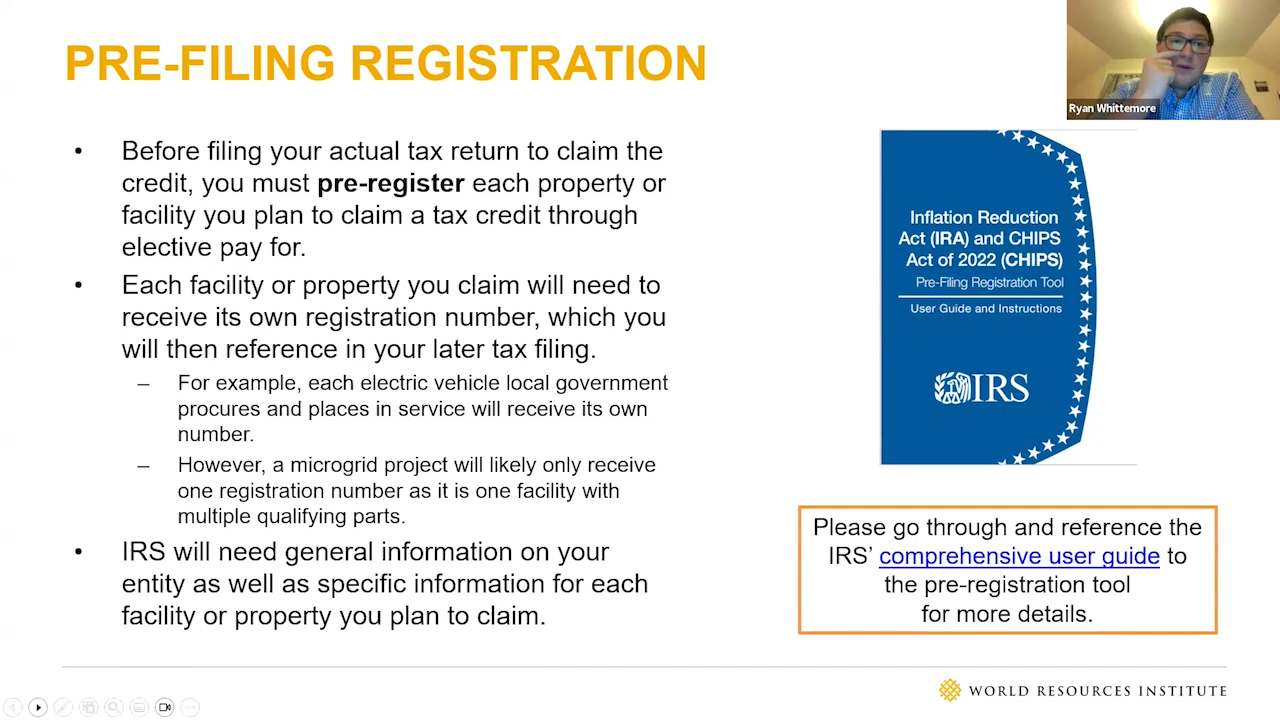 PRE-FILING REGISTRATION
Ryan Whittemore
• Before filing your actual tax return to claim the
credit, you must pre-register each property or
facility you plan to claim a tax credit through
elective pay for.
• Each facility or property you claim will need to
receive its own registration number, which you
will then reference in your later tax filing.
– For example, each electric vehicle local government
procures and places in service will receive its own
number.
– However, a microgrid project will likely only receive
one registration number as it is one facility with
multiple qualifying parts.
• IRS will need general information on your
entity as well as specific information for each
facility or property you plan to claim.
Inflation Reduction
Act (IRA) and CHIPS
Act of 2022 (CHIPS)
Pre-Filing Registration Tool
User Guide and Instructions
IRS
Please go through and reference the
IRS’ comprehensive user guide to
the pre-registration tool
for more details.
WORLD RESOURCES INSTITUTE